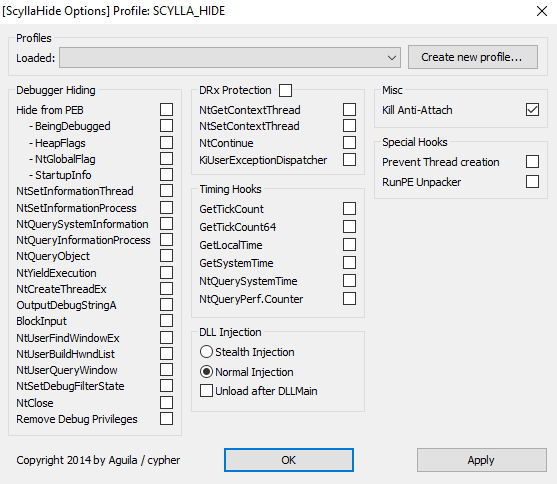 [ScyllaHide Options] Profile: SCYLLA_HIDE
Profiles
Loaded:
Create new profile...
Debugger Hiding
Hide from PEB
- BeingDebugged
- HeapFlags
- NtGlobalFlag
- StartupInfo
NtSetInformationThread
NtSetInformationProcess
NtQuerySystemInformation
NtQueryInformationProcess
NtQueryObject
NtYieldExecution
NtCreateThreadEx
OutputDebugStringA
BlockInput
NtUserFindWindowEx
NtUserBuildHwndList
NtUserQueryWindow
NtSetDebugFilterState
NtClose
Remove Debug Privileges
DRx Protection
NtGetContextThread
NtSetContextThread
NtContinue
KiUserExceptionDispatcher
Timing Hooks
GetTickCount
GetTickCount64
GetLocalTime
GetSystemTime
NtQuerySystemTime
NtQueryPerf.Counter
DLL Injection
Stealth Injection
Normal Injection
Unload after DLLMain
Misc
Kill Anti-Attach
Special Hooks
Prevent Thread creation
RunPE Unpacker
Copyright 2014 by Aguila / cypher
OK
Apply